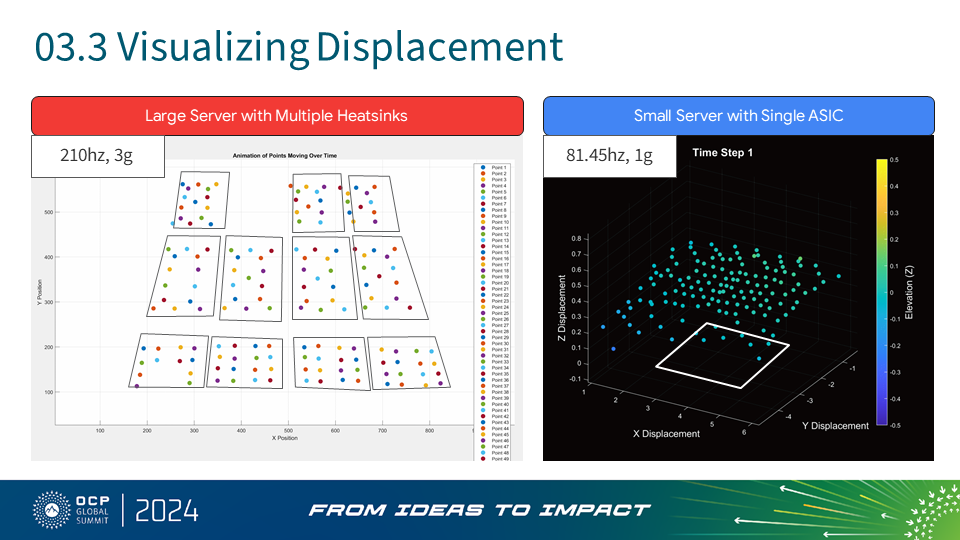 03.3 Visualizing Displacement
Large Server with Multiple Heatsinks
210hz, 3g
Animation of Points Moving Over Time
500
400
300
200
100
Y Position
100
200
300
400
500
600
700
800
X Position
Point 1
Point 2
Point 3
Point 4
Point 5
Point 6
Point 7
Point 8
Point 9
Point 10
Point 11
Point 12
Point 13
Point 14
Point 15
Point 16
Point 17
Point 18
Point 19
Point 20
Point 21
Point 22
Point 23
Point 24
Point 25
Point 26
Point 27
Point 28
Point 29
Point 30
Point 31
Point 32
Point 33
Point 34
Point 35
Point 36
Point 37
Point 38
Point 39
Point 40
Point 41
Point 42
Point 43
Point 44
Point 45
Point 46
Point 47
Point 48
Point 49
Small Server with Single ASIC
81.45hz, 1g
Time Step 1
0.8
0.7
0.6
0.5
0.4
0.3
0.2
0.1
0
-0.1
Z Displacement
1
2
3
4
5
6
X Displacement
-4
-3
-2
-1
Y Displacement
0.5
0.4
0.3
0.2
0.1
0
-0.1
-0.2
-0.3
-0.4
-0.5
Elevation (Z)
OCP
GLOBAL
SUMMIT
2024
FROM IDEAS TO IMPACT